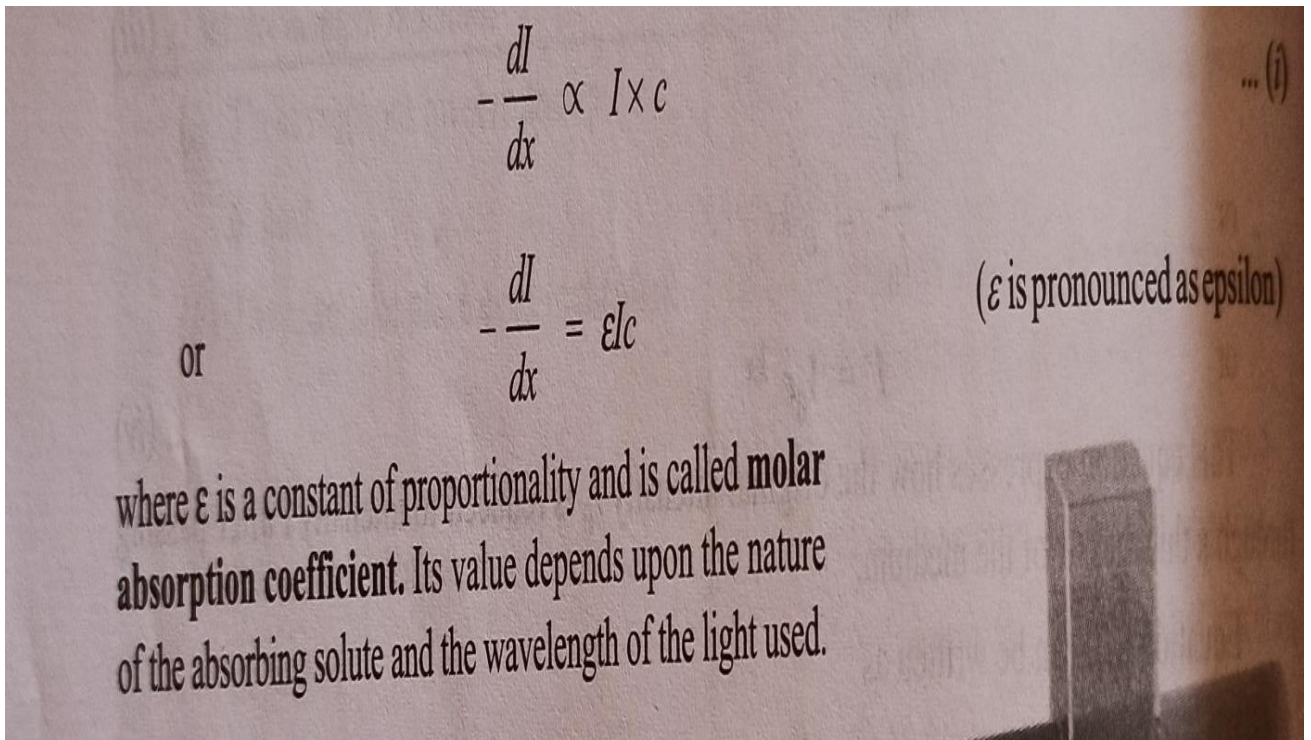 -dI/dx ∝ I × c ... (i)
or -dI/dx = εIc (ε is pronounced as epsilon)
where ε is a constant of proportionality and is called molar
absorption coefficient. Its value depends upon the nature
of the absorbing solute and the wavelength of the light used.